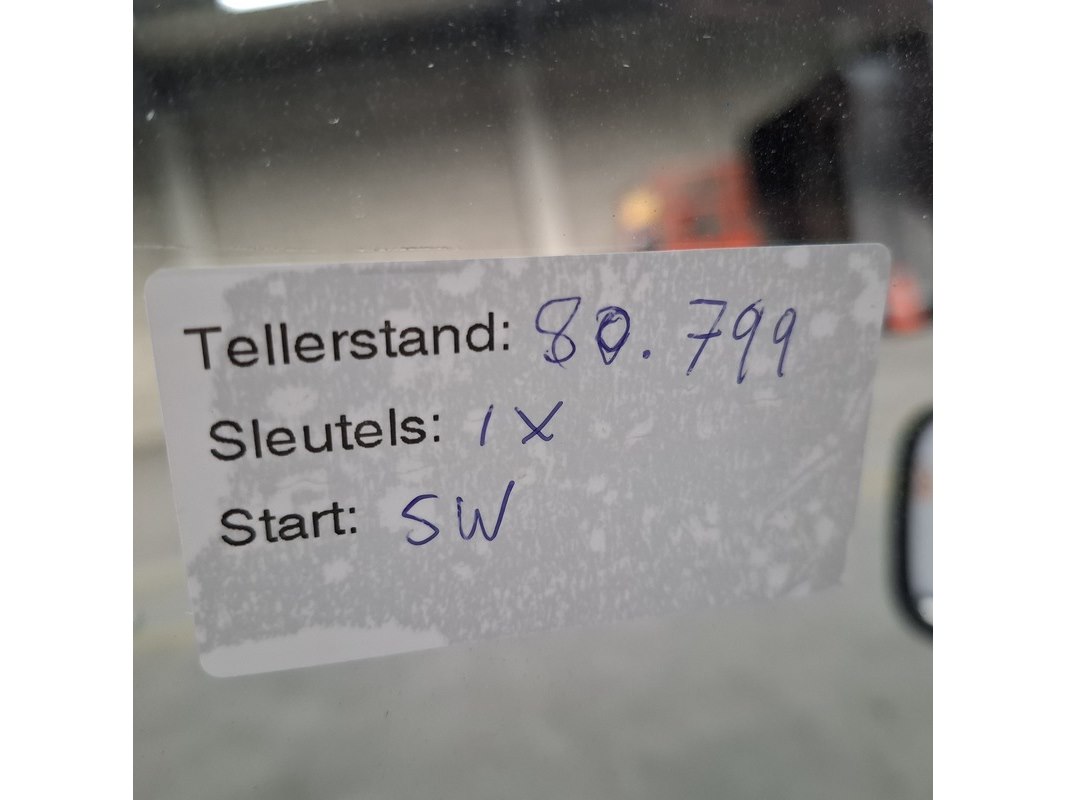 Tellerstand: 80.799
Sleutels: 1X
Start: SW